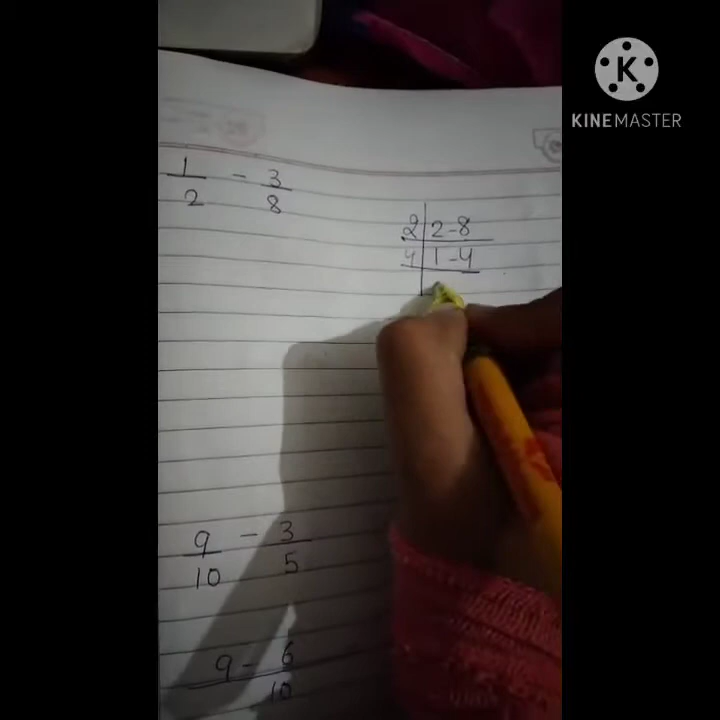 K
KINEMASTER
1/2 - 3/8
2 | 2 - 8
4 | 1 - 4
9/10 - 3/5
9 - 6
10